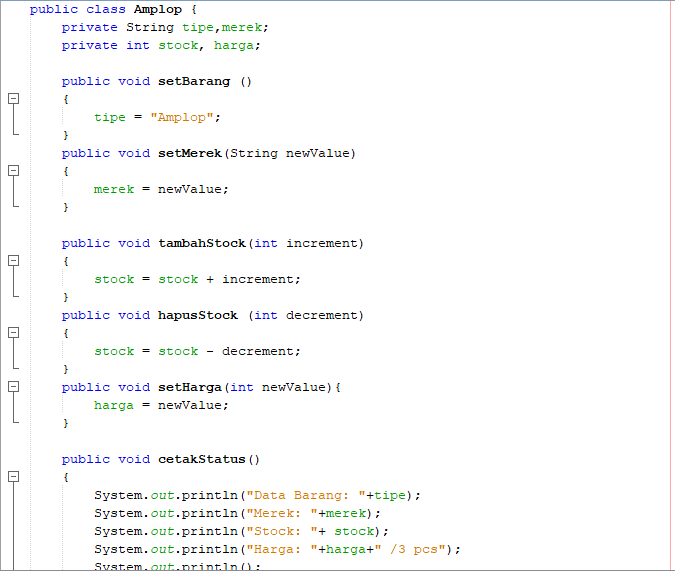 public class Amplop {
    private String tipe,merek;
    private int stock, harga;

    public void setBarang ()
    {
        tipe = "Amplop";
    }
    public void setMerek(String newValue)
    {
        merek = newValue;
    }

    public void tambahStock(int increment)
    {
        stock = stock + increment;
    }
    public void hapusStock (int decrement)
    {
        stock = stock - decrement;
    }
    public void setHarga(int newValue){
        harga = newValue;
    }

    public void cetakStatus()
    {
        System.out.println("Data Barang: "+tipe);
        System.out.println("Merek: "+merek);
        System.out.println("Stock: "+ stock);
        System.out.println("Harga: "+harga+" /3 pcs");
        System.out.println();